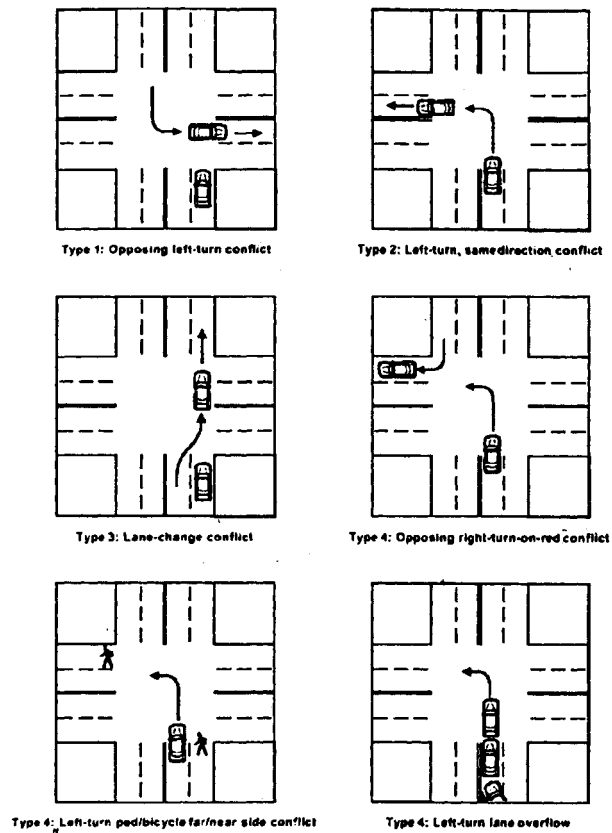 Type 1: Opposing left-turn conflict
Type 2: Left-turn, same direction conflict
Type 3: Lane-change conflict
Type 4: Opposing right-turn-on-red conflict
Type 4: Left-turn ped/bicycle far/near side conflict
Type 4: Left-turn lane overflow